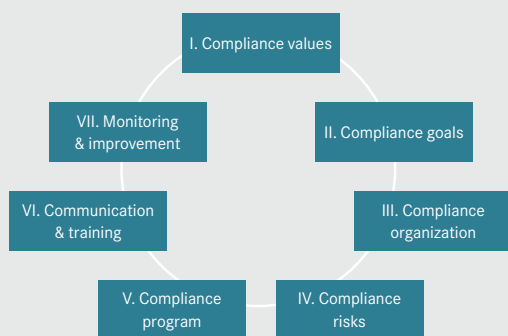 I. Compliance values
II. Compliance goals
III. Compliance
organization
IV. Compliance
risks
V. Compliance
program
VI. Communication
& training
VII. Monitoring
& improvement